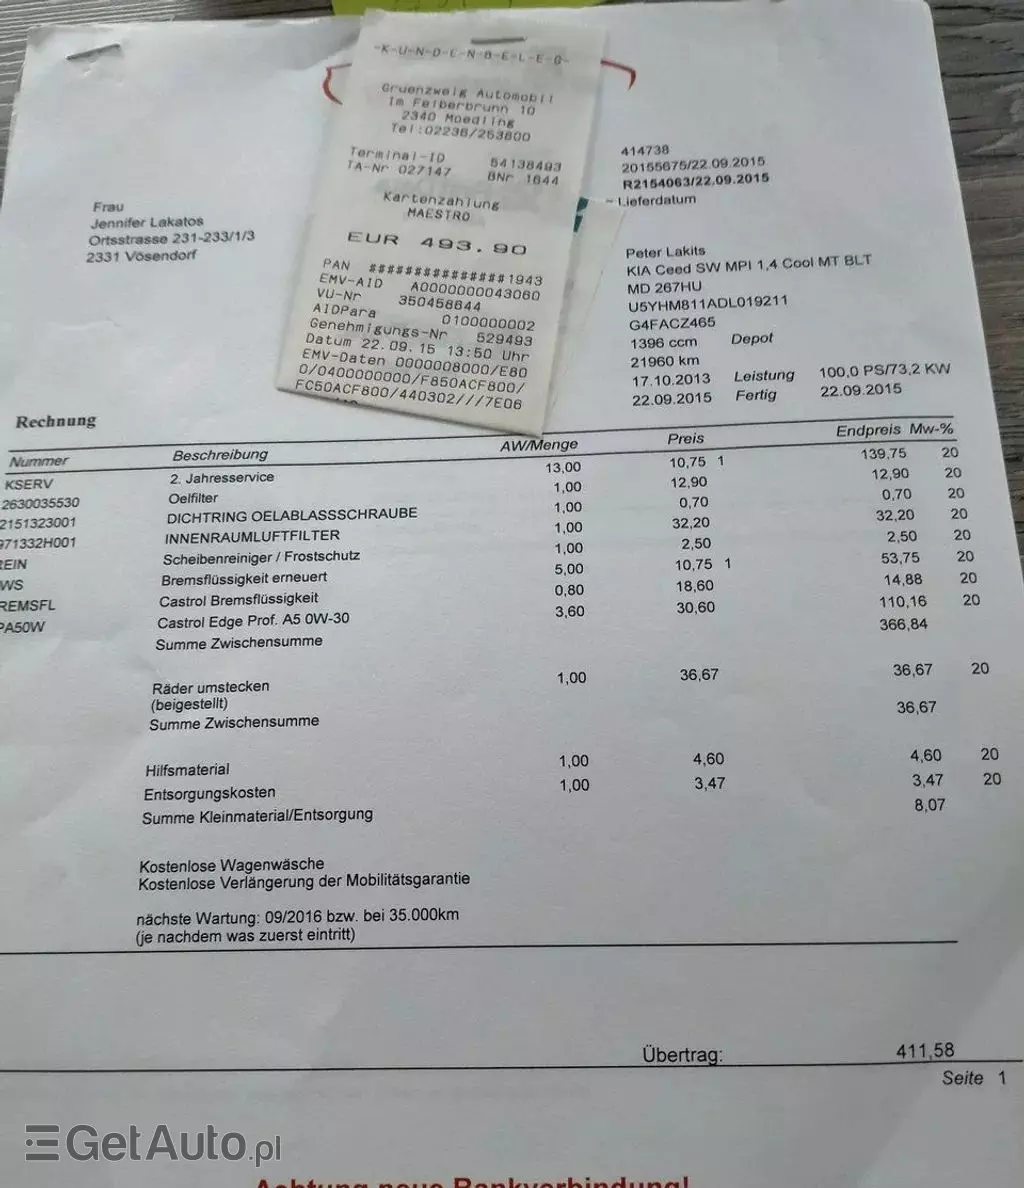 -K-U-N-D-E-N-B-E-L-E-G-
Gruenzweig Automobil
Im Felberbrunn 10
2340 Moedling
Tel:02236/253800
Terminal-ID 54138493
TA-Nr 027147 BNr 1644
Kartenzahlung
MAESTRO
EUR 493.90
PAN ###############1943
EMV-AID A0000000043060
VU-Nr 350458644
AIDPara 0100000002
Genehmigungs-Nr 529493
Datum 22.09.15 13:50 Uhr
EMV-Daten 0000008000/E80
0/0400000000/F850ACF800/
FC50ACF800/440302///7E06
Frau
Jennifer Lakatos
Ortsstrasse 231-233/1/3
2331 Vösendorf
414738
20155675/22.09.2015
R2154063/22.09.2015
~ Lieferdatum
Peter Lakits
KIA Ceed SW MPI 1,4 Cool MT BLT
MD 267HU
U5YHM811ADL019211
G4FACZ465
1396 ccm Depot
21960 km
17.10.2013 Leistung 100,0 PS/73,2 KW
22.09.2015 Fertig 22.09.2015
Rechnung
Nummer Beschreibung AW/Menge Preis Endpreis Mw-%
KSERV 2. Jahresservice 13,00 10,75 1 139,75 20
2630035530 Oelfilter 1,00 12,90 12,90 20
2151323001 DICHTRING OELABLASSSCHRAUBE 1,00 0,70 0,70 20
971332H001 INNENRAUMLUFTFILTER 1,00 32,20 32,20 20
REIN Scheibenreiniger / Frostschutz 1,00 2,50 2,50 20
WS Bremsflüssigkeit erneuert 5,00 10,75 1 53,75 20
REMSFL Castrol Bremsflüssigkeit 0,80 18,60 14,88 20
PA50W Castrol Edge Prof. A5 0W-30 3,60 30,60 110,16 20
Summe Zwischensumme 366,84
Räder umstecken 1,00 36,67 36,67 20
(beigestellt)
Summe Zwischensumme 36,67
Hilfsmaterial 1,00 4,60 4,60 20
Entsorgungskosten 1,00 3,47 3,47 20
Summe Kleinmaterial/Entsorgung 8,07
Kostenlose Wagenwäsche
Kostenlose Verlängerung der Mobilitätsgarantie
nächste Wartung: 09/2016 bzw. bei 35.000km
(je nachdem was zuerst eintritt)
Übertrag: 411,58
Seite 1
GetAuto.pl
Achtung neue Bankverbindung!